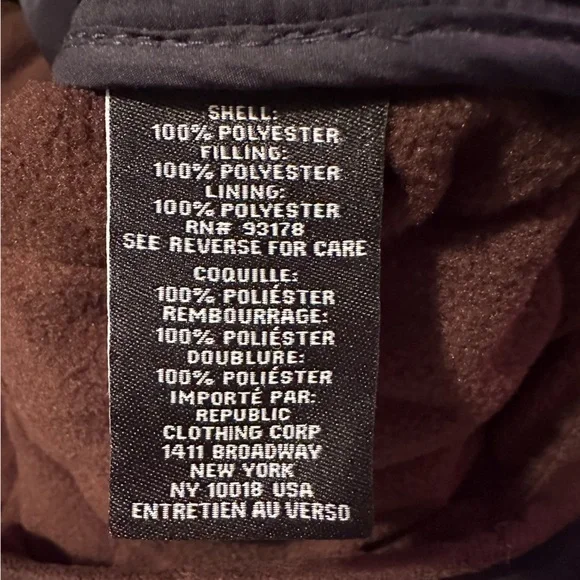 SHELL:
100% POLYESTER
FILLING:
100% POLYESTER
LINING:
100% POLYESTER
RN# 93178
SEE REVERSE FOR CARE
COQUILLE:
100% POLIÉSTER
REMBOURRAGE:
100% POLIÉSTER
DOUBLURE:
100% POLIÉSTER
IMPORTÉ PAR:
REPUBLIC
CLOTHING CORP
1411 BROADWAY
NEW YORK
NY 10018 USA
ENTRETIEN AU VERSO